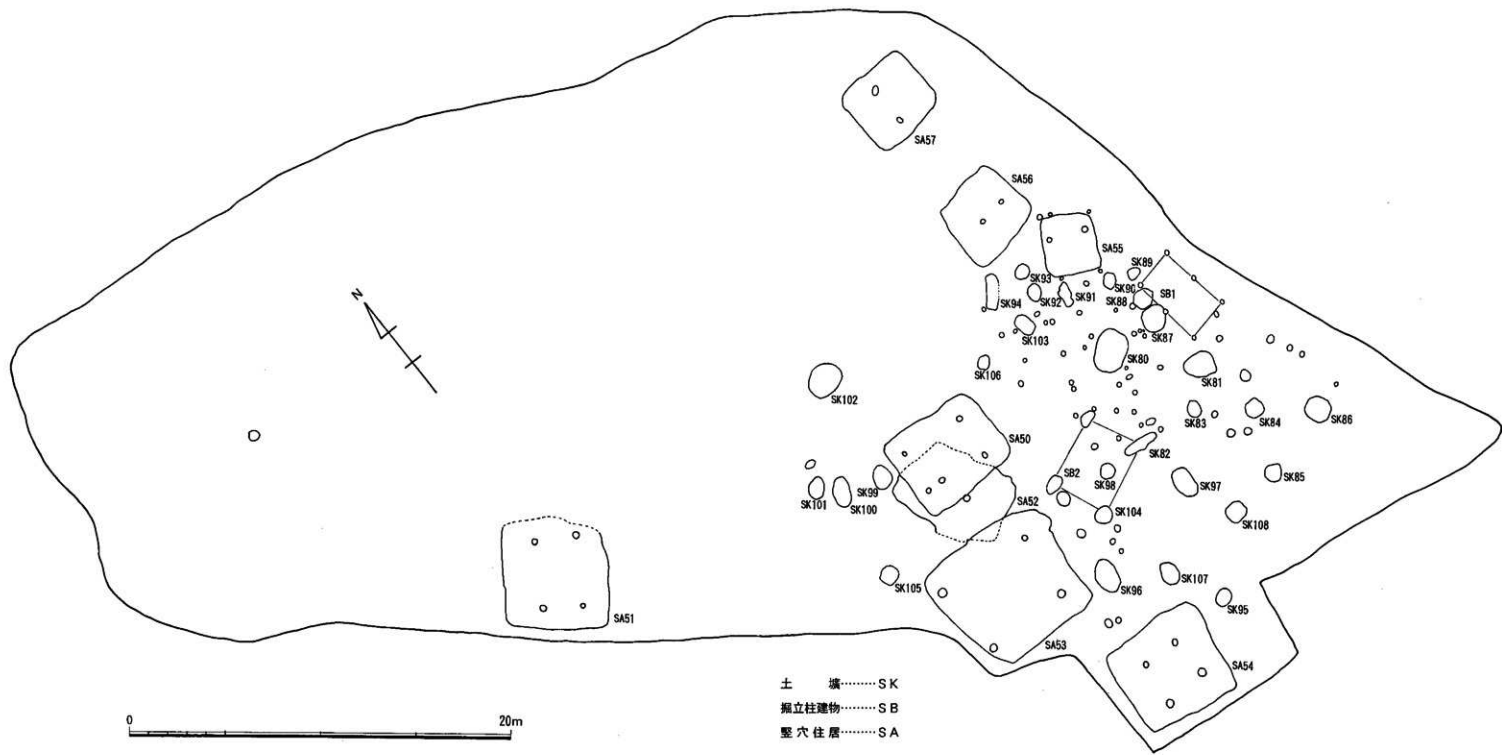 SA57
SA56
SA55
SK89
SK93
SK90
SB1
SK94
SK92
SK91
SK88
SK87
SK103
SK80
SK106
SK81
SK102
SK83
SK84
SK86
SA50
SK82
SB2
SK98
SK85
SK99
SK97
SK101
SK100
SA52
SK104
SK108
SK105
SK96
SK107
SK95
SA51
SA53
SA54
N
土壙………SK
掘立柱建物………SB
竪穴住居………SA
0 20m